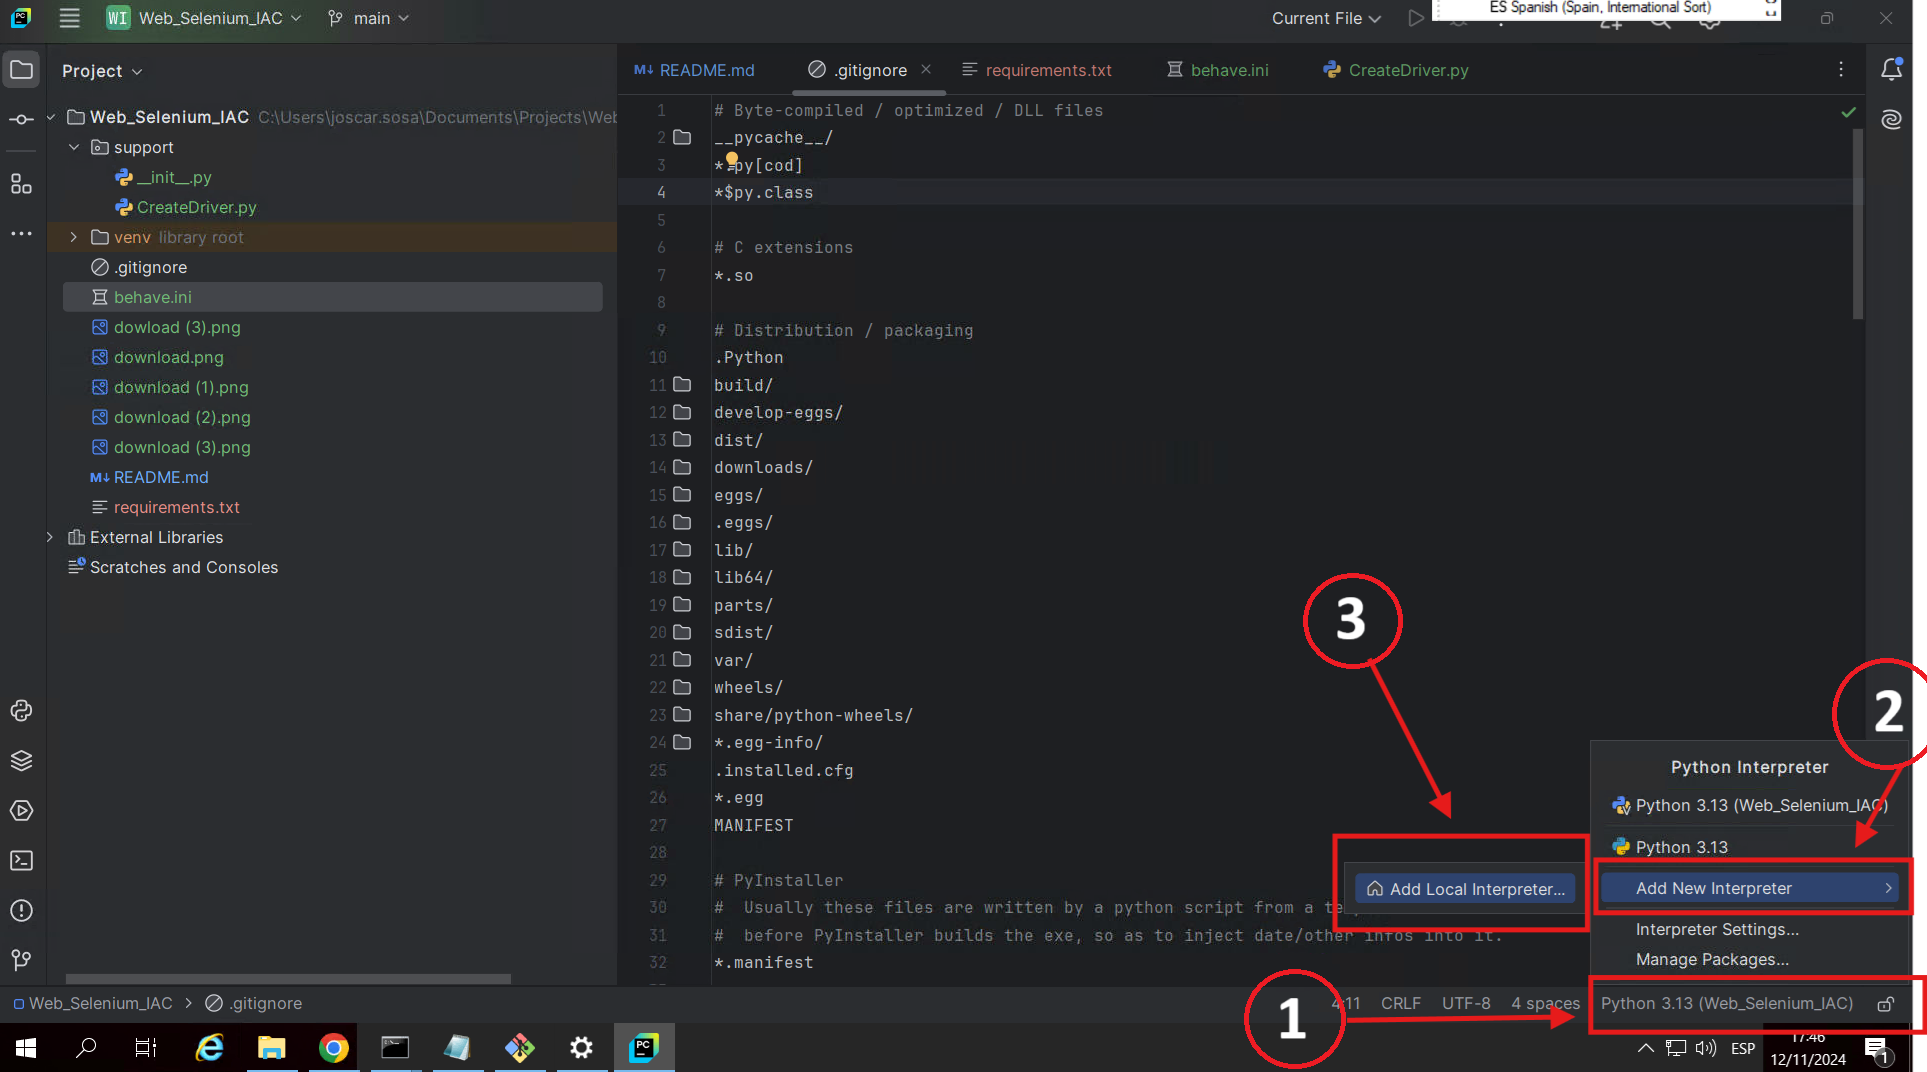 PC
WI Web_Selenium_IAC
main
Current File
ES Spanish (Spain, International Sort)
Project
M↓ README.md
.gitignore
requirements.txt
behave.ini
CreateDriver.py
Web_Selenium_IAC C:\Users\joscar.sosa\Documents\Projects\Web
support
__init__.py
CreateDriver.py
venv library root
.gitignore
behave.ini
dowload (3).png
download.png
download (1).png
download (2).png
download (3).png
M↓ README.md
requirements.txt
External Libraries
Scratches and Consoles
1 # Byte-compiled / optimized / DLL files
2 __pycache__/
3 *.py[cod]
4 *$py.class
5
6 # C extensions
7 *.so
8
9 # Distribution / packaging
10 .Python
11 build/
12 develop-eggs/
13 dist/
14 downloads/
15 eggs/
16 .eggs/
17 lib/
18 lib64/
19 parts/
20 sdist/
21 var/
22 wheels/
23 share/python-wheels/
24 *.egg-info/
25 .installed.cfg
26 *.egg
27 MANIFEST
28
29 # PyInstaller
30 # Usually these files are written by a python script from a te
31 # before PyInstaller builds the exe, so as to inject date/other infos into it.
32 *.manifest
3
2
Python Interpreter
Python 3.13 (Web_Selenium_IAC)
Python 3.13
Add New Interpreter
Add Local Interpreter...
Interpreter Settings...
Manage Packages...
1
Web_Selenium_IAC > .gitignore
4:11 CRLF UTF-8 4 spaces Python 3.13 (Web_Selenium_IAC)
PC
ESP
17:46
12/11/2024
1